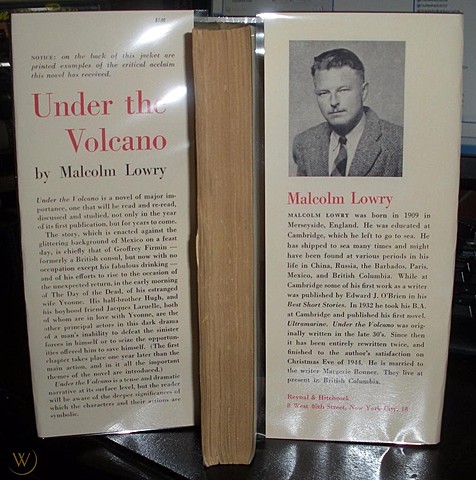 NOTICE: on the back of this jacket are
printed examples of the critical acclaim
this novel has received.
Under the
Volcano
by Malcolm Lowry
Under the Volcano is a novel of major im-
portance, one that will be read and re-read,
discussed and studied, not only in the year
of its first publication, but for years to come.
The story, which is enacted against the
glittering background of Mexico on a feast
day, is chiefly that of Geoffrey Firmin —
formerly a British consul, but now with no
occupation except his fabulous drinking —
and of his efforts to rise to the occasion of
the unexpected return, in the early morning
of The Day of the Dead, of his estranged
wife Yvonne. His half-brother Hugh, and
his boyhood friend Jacques Laruelle, both
of whom are in love with Yvonne, are the
other principal actors in this dark drama
of a man's inability to defeat the sinister
forces in himself or to seize the opportun-
ities offered him to save himself. (The first
chapter takes place one year later than the
main action, and in it all the important
themes of the novel are introduced.)
Under the Volcano is a tense and dramatic
narrative at its surface level, but the reader
will be aware of the deeper significances of
which the characters and their actions are
symbolic.
Malcolm Lowry
MALCOLM LOWRY was born in 1909 in
Merseyside, England. He was educated at
Cambridge, which he left to go to sea. He
has shipped to sea many times and might
have been found at various periods in his
life in China, Russia, the Barbados, Paris,
Mexico, and British Columbia. While at
Cambridge some of his first work as a writer
was published by Edward J. O'Brien in his
Best Short Stories. In 1932 he took his B.A.
at Cambridge and published his first novel,
Ultramarine. Under the Volcano was orig-
inally written in the late 30's. Since then
it has been entirely rewritten twice, and
finished to the author's satisfaction on
Christmas Eve of 1944. He is married to
the writer Margerie Bonner. They live at
present in British Columbia.
Reynal & Hitchcock
8 West 40th Street, New York City, 18
W